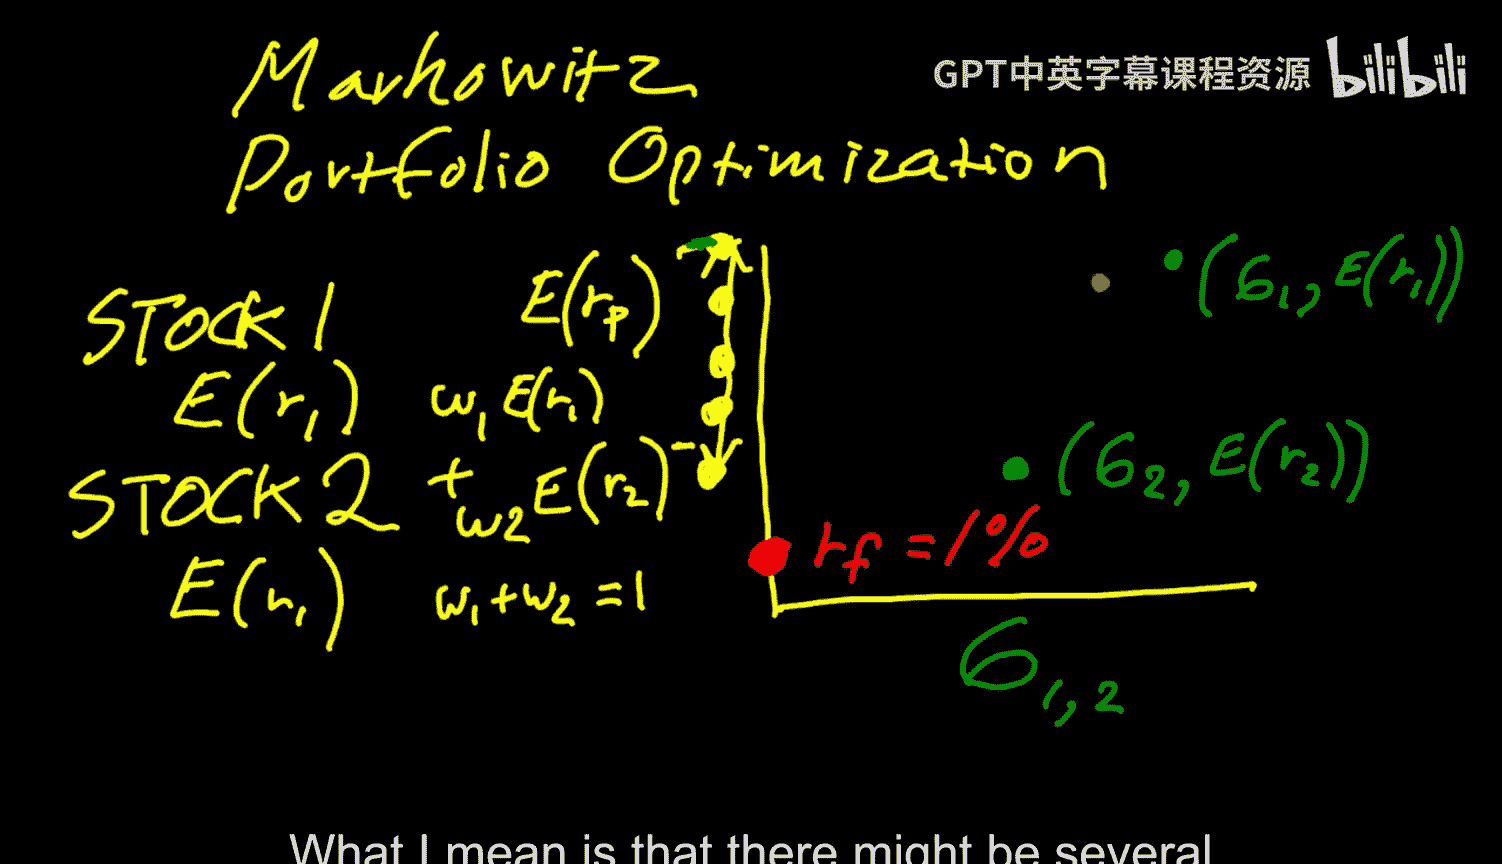 Markowitz
GPT中英字幕课程资源 bilibili
Portfolio Optimization
STOCK 1
E(r₁)
STOCK 2
E(r₁)
E(rₚ)
w₁ E(r₁)
+ w₂ E(r₂)
w₁ + w₂ = 1
(σ₁, E(r₁))
(σ₂, E(r₂))
rf = 1%
σ₁,₂
What I mean is that there might be several